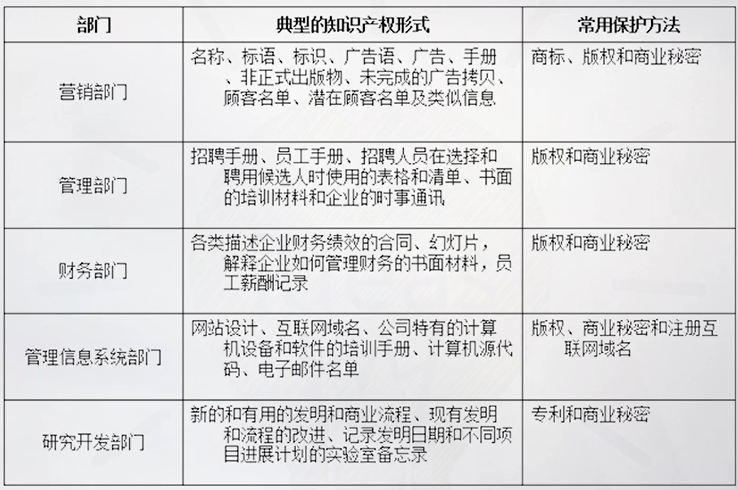 部门
典型的知识产权形式
常用保护方法
营销部门
名称、标语、标识、广告语、广告、手册
、非正式出版物、未完成的广告拷贝、
顾客名单、潜在顾客名单及类似信息
商标、版权和商业秘密
管理部门
招聘手册、员工手册、招聘人员在选择和
聘用候选人时使用的表格和清单、书面
的培训材料和企业的时事通讯
版权和商业秘密
财务部门
各类描述企业财务绩效的合同、幻灯片，
解释企业如何管理财务的书面材料，员
工薪酬记录
版权和商业秘密
管理信息系统部门
网站设计、互联网域名、公司特有的计算
机设备和软件的培训手册、计算机源代
码、电子邮件名单
版权、商业秘密和注册互
联网域名
研究开发部门
新的和有用的发明和商业流程、现有发明
和流程的改进、记录发明日期和不同项
目进展计划的实验室备忘录
专利和商业秘密